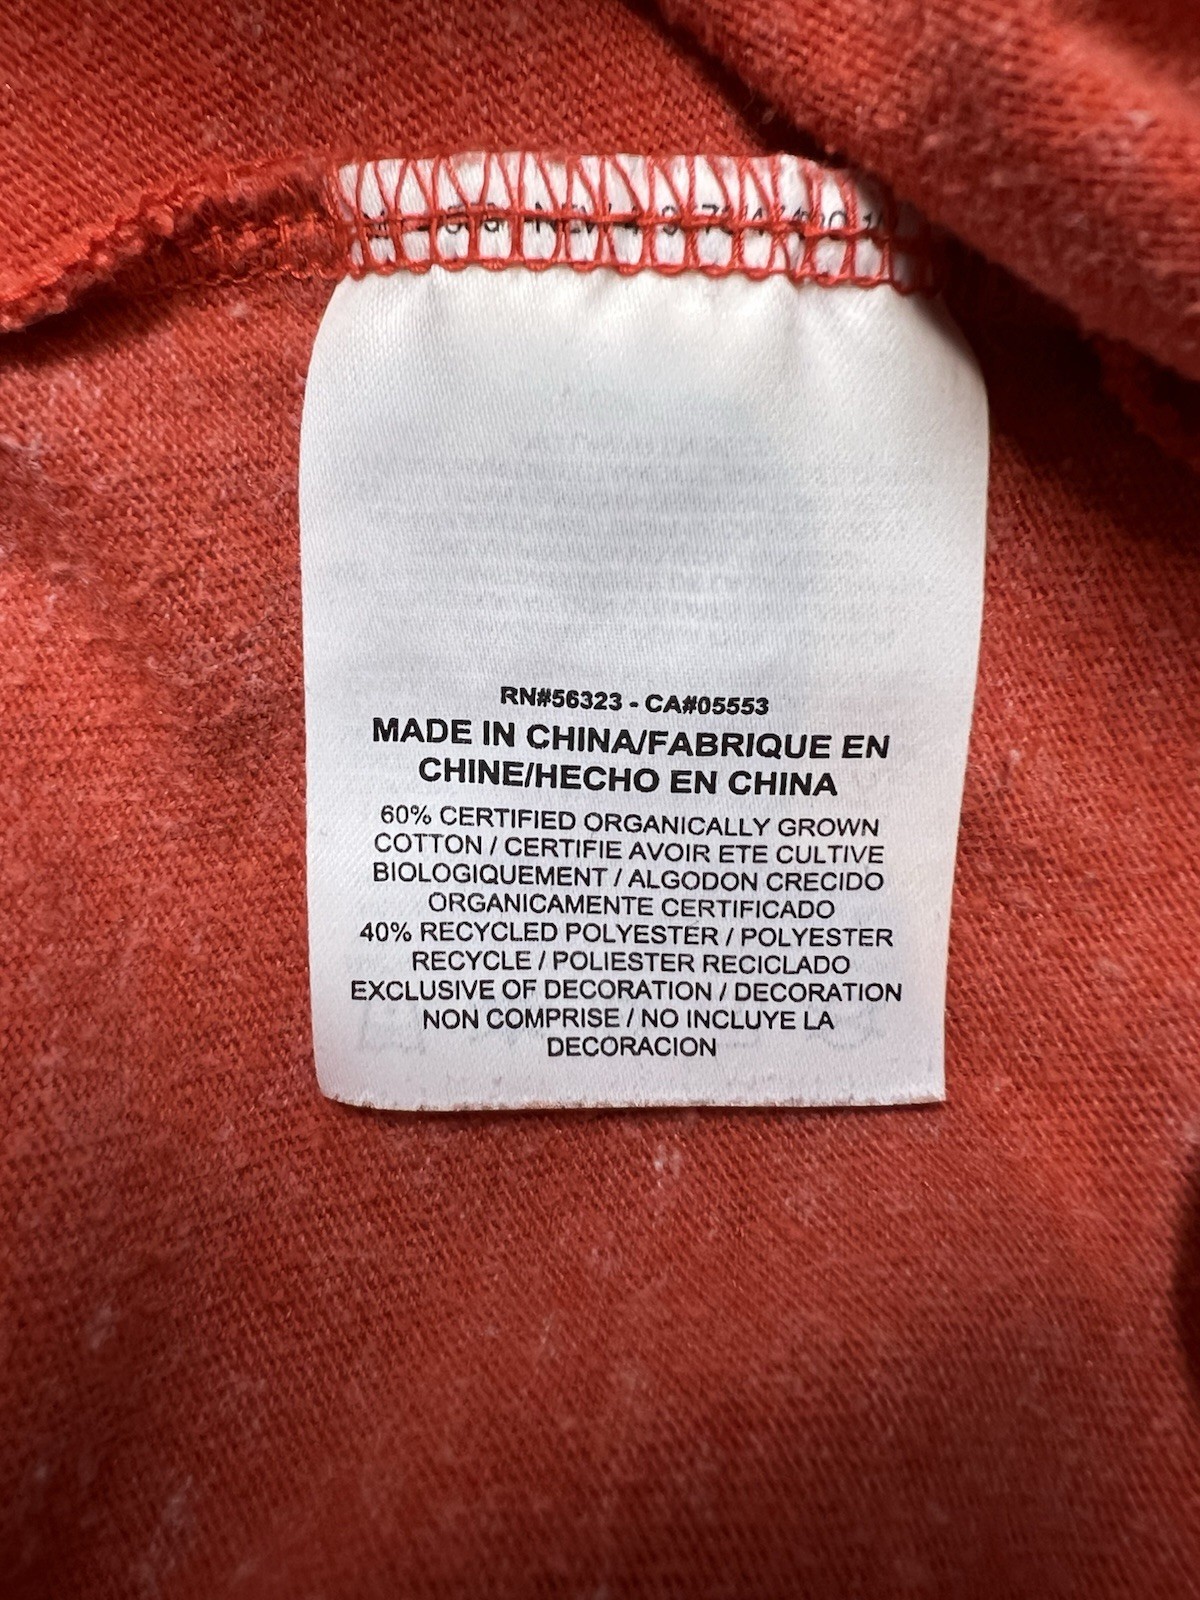 RN#56323 - CA#05553
MADE IN CHINA/FABRIQUE EN
CHINE/HECHO EN CHINA
60% CERTIFIED ORGANICALLY GROWN
COTTON / CERTIFIE AVOIR ETE CULTIVE
BIOLOGIQUEMENT / ALGODON CRECIDO
ORGANICAMENTE CERTIFICADO
40% RECYCLED POLYESTER / POLYESTER
RECYCLE / POLIESTER RECICLADO
EXCLUSIVE OF DECORATION / DECORATION
NON COMPRISE / NO INCLUYE LA
DECORACION